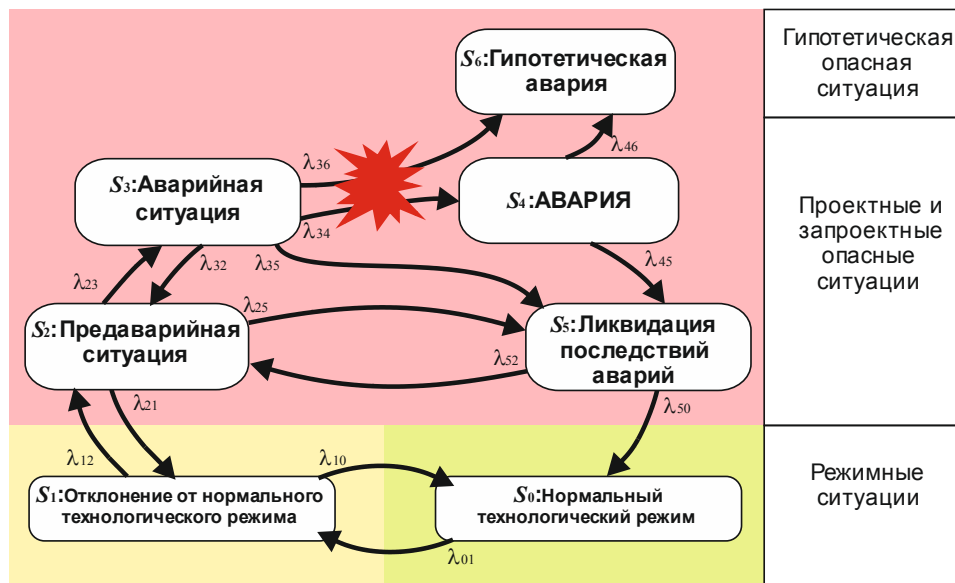 S6:Гипотетическая
авария
Гипотетическая
опасная
ситуация
λ36
λ46
S3:Аварийная
ситуация
S4:АВАРИЯ
λ34
Проектные и
запроектные
опасные
ситуации
λ23
λ32
λ35
λ45
λ25
S2:Предаварийная
ситуация
S5:Ликвидация
последствий
аварий
λ52
λ21
λ50
λ12
λ10
S1:Отклонение от нормального
технологического режима
S0:Нормальный
технологический режим
Режимные
ситуации
λ01